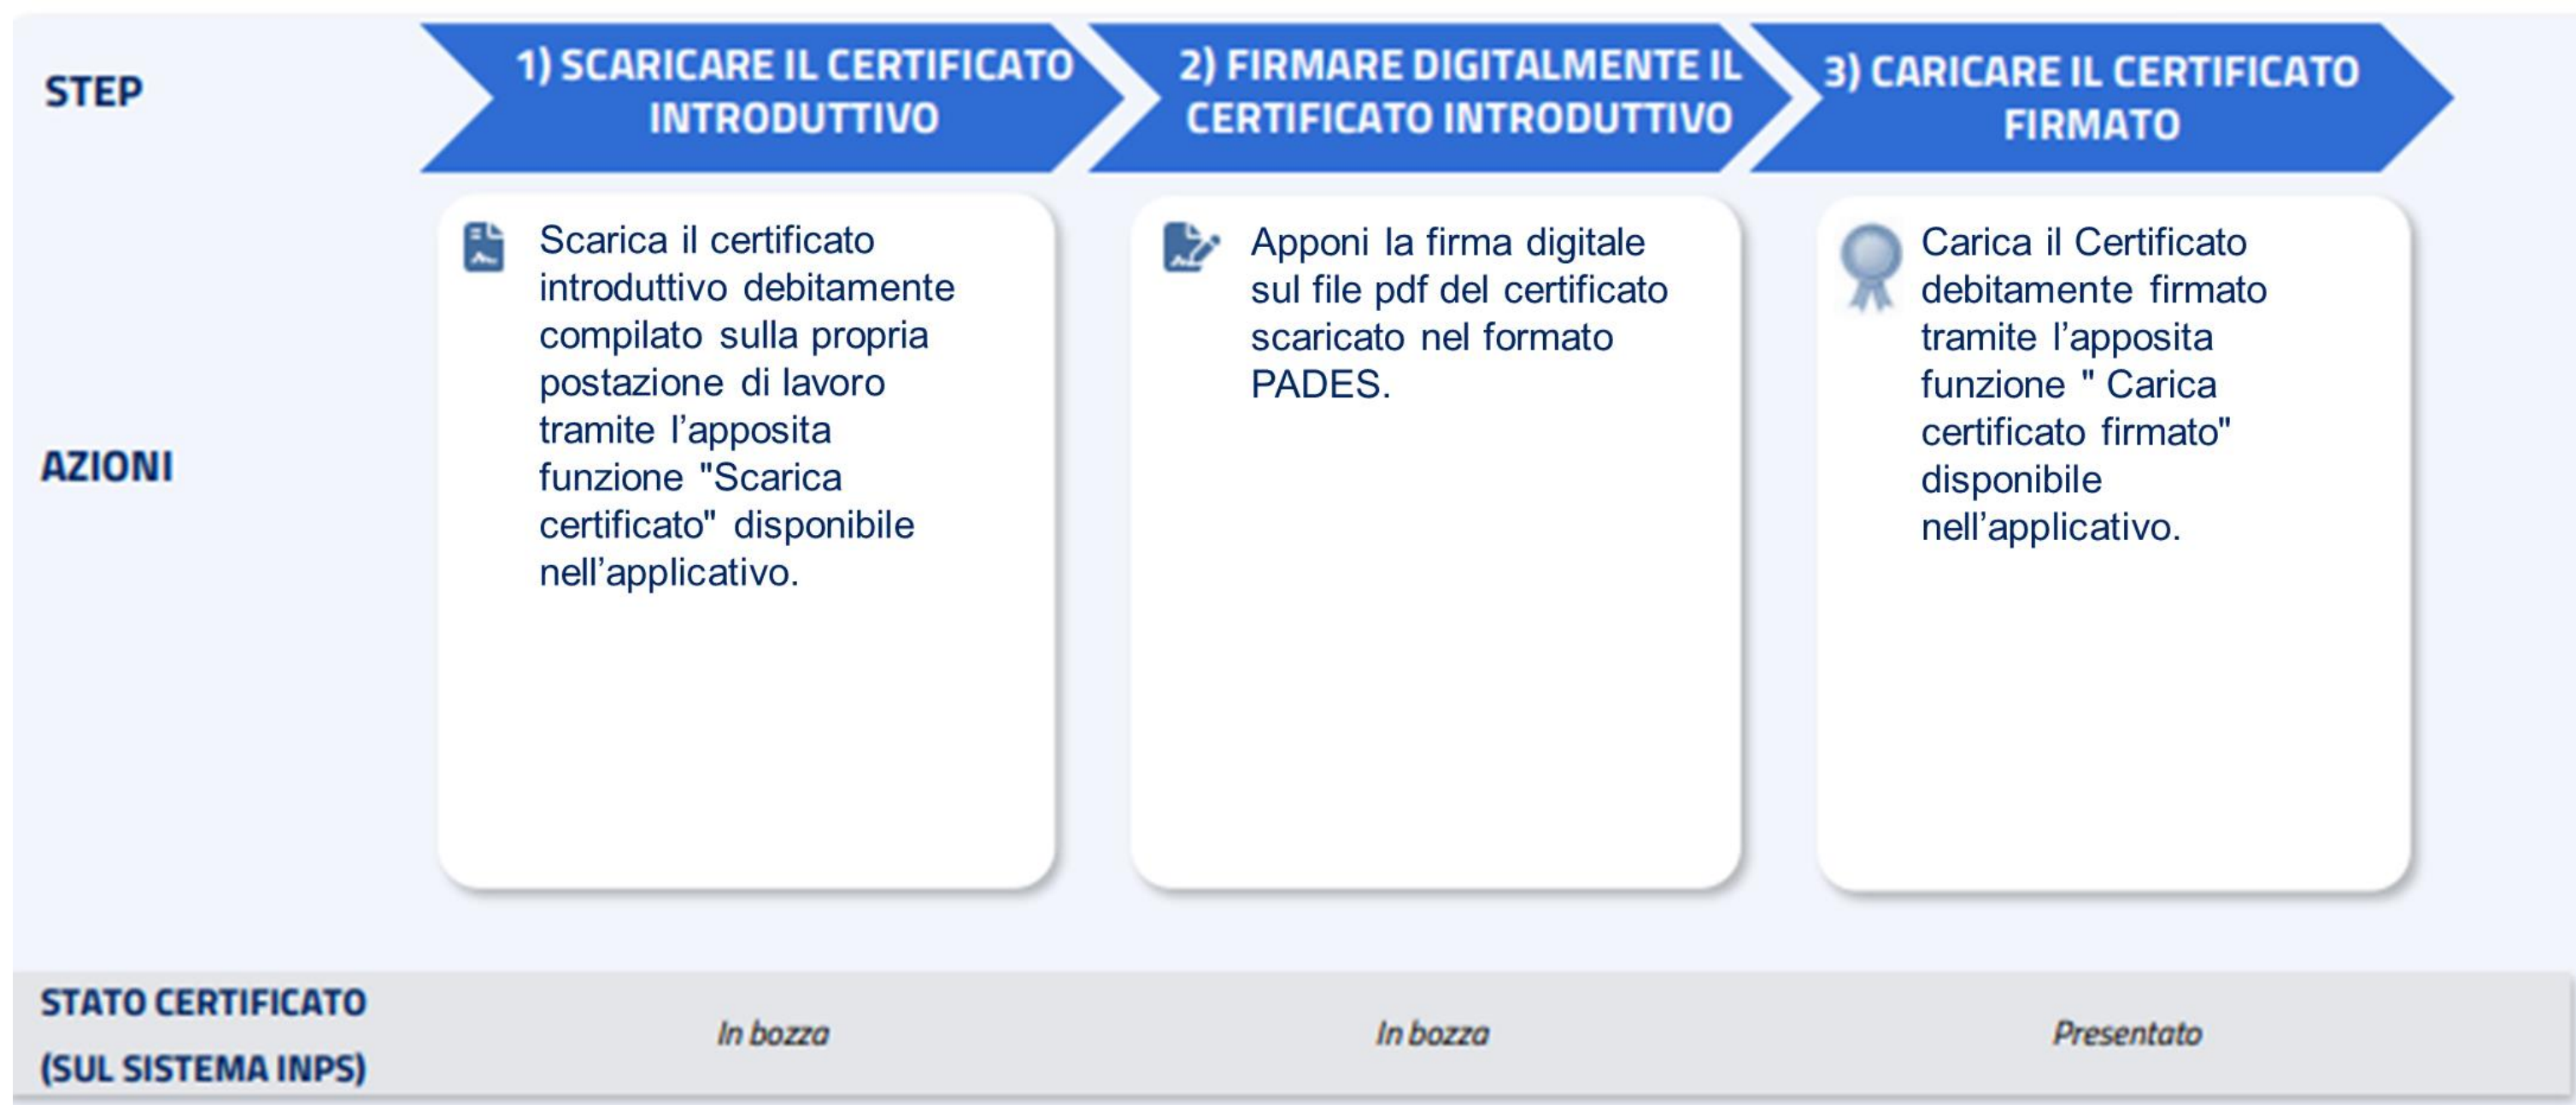 STEP
1) SCARICARE IL CERTIFICATO
INTRODUTTIVO
2) FIRMARE DIGITALMENTE IL
CERTIFICATO INTRODUTTIVO
3) CARICARE IL CERTIFICATO
FIRMATO
AZIONI
Scarica il certificato
introduttivo debitamente
compilato sulla propria
postazione di lavoro
tramite l’apposita
funzione "Scarica
certificato" disponibile
nell’applicativo.
Apponi la firma digitale
sul file pdf del certificato
scaricato nel formato
PADES.
Carica il Certificato
debitamente firmato
tramite l’apposita
funzione " Carica
certificato firmato"
disponibile
nell’applicativo.
STATO CERTIFICATO
(SUL SISTEMA INPS)
In bozza
In bozza
Presentato